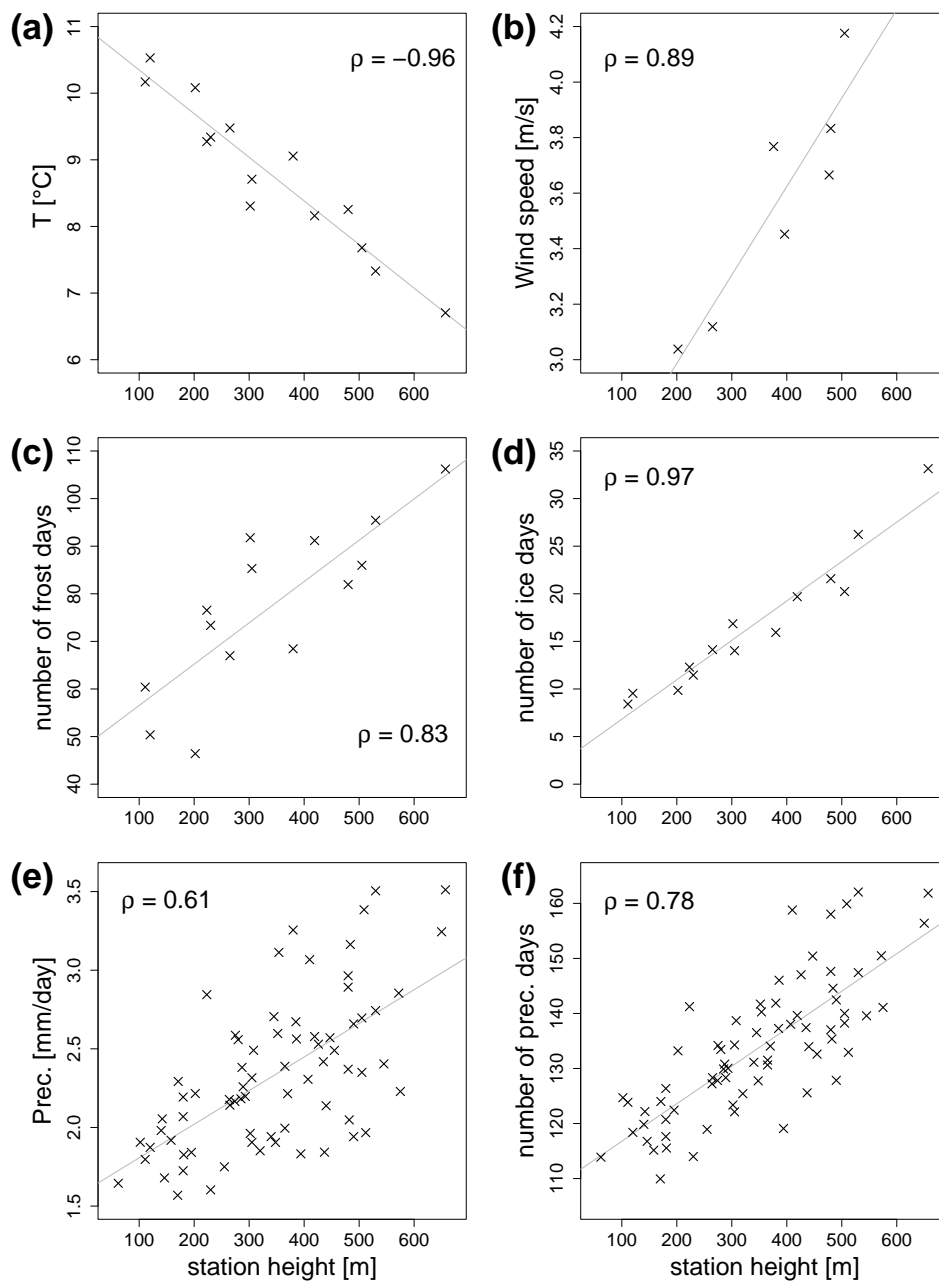 (a)
ρ = −0.96
T [°C]
6 7 8 9 10 11
100 200 300 400 500 600
(b)
ρ = 0.89
Wind speed [m/s]
3.0 3.2 3.4 3.6 3.8 4.0 4.2
100 200 300 400 500 600
(c)
ρ = 0.83
number of frost days
40 50 60 70 80 90 100 110
100 200 300 400 500 600
(d)
ρ = 0.97
number of ice days
0 5 10 15 20 25 30 35
100 200 300 400 500 600
(e)
ρ = 0.61
Prec. [mm/day]
1.5 2.0 2.5 3.0 3.5
100 200 300 400 500 600
station height [m]
(f)
ρ = 0.78
number of prec. days
110 120 130 140 150 160
100 200 300 400 500 600
station height [m]